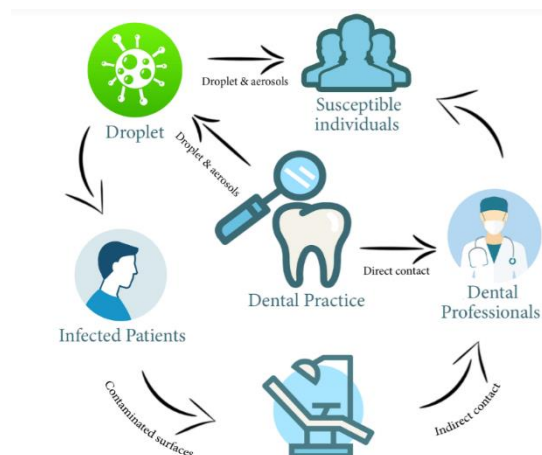 Droplet & aerosols
Droplet
Susceptible
individuals
Droplet & aerosols
Direct contact
Dental Practice
Dental
Professionals
Infected Patients
Contaminated surfaces
Indirect contact